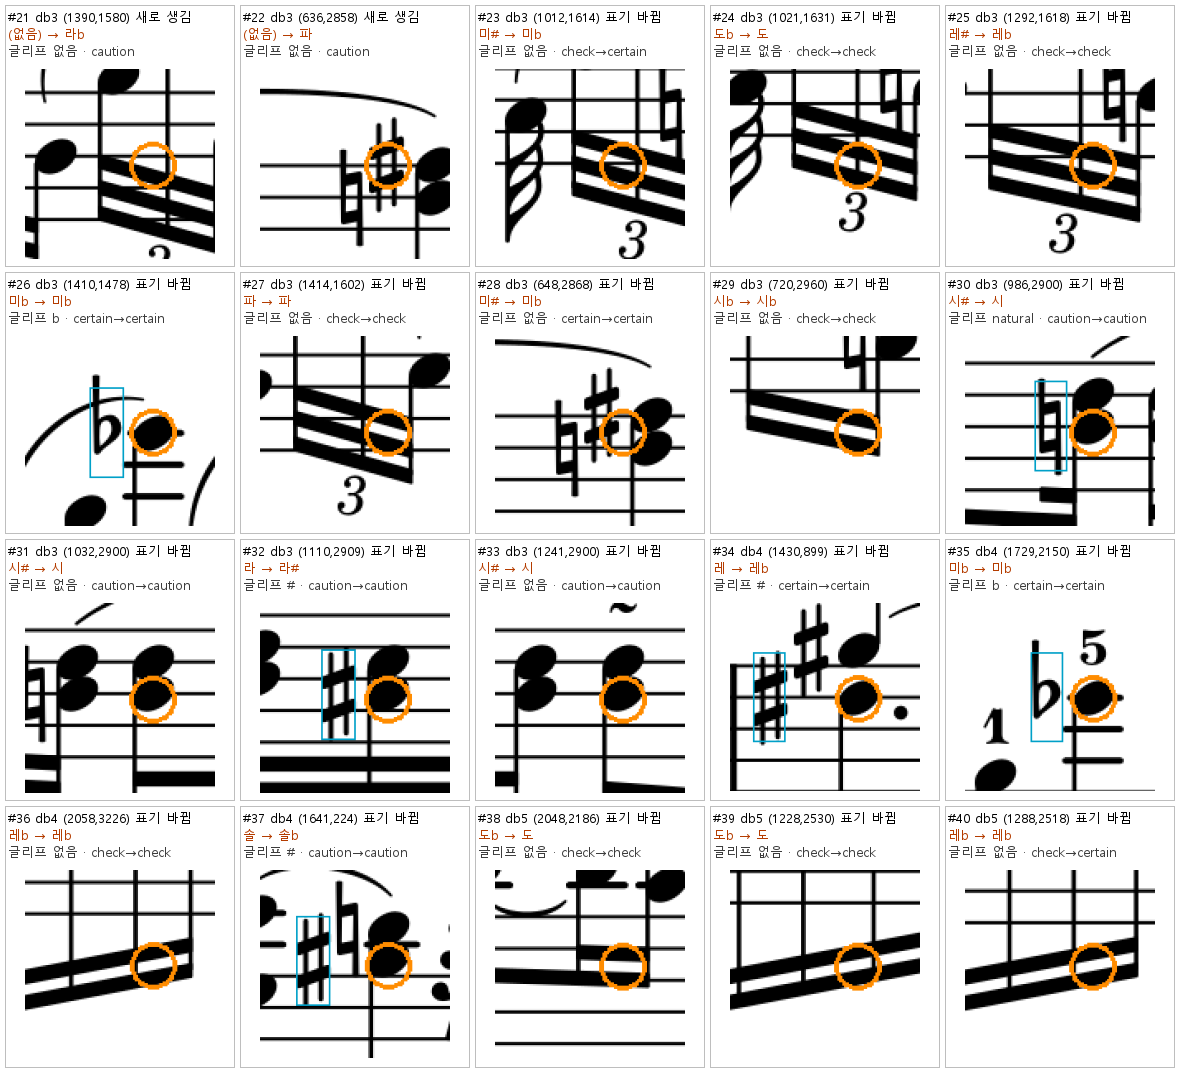 #21 db3 (1390,1580) 새로 생김
(없음) → 라b
글리프 없음 · caution
#22 db3 (636,2858) 새로 생김
(없음) → 파
글리프 없음 · caution
3
#23 db3 (1012,1614) 표기 바뀜
미# → 미b
글리프 없음 · check→certain
3
#24 db3 (1021,1631) 표기 바뀜
도b → 도
글리프 없음 · check→check
3
#25 db3 (1292,1618) 표기 바뀜
레# → 레b
글리프 없음 · check→check
3
#26 db3 (1410,1478) 표기 바뀜
미b → 미b
글리프 b · certain→certain
#27 db3 (1414,1602) 표기 바뀜
파 → 파
글리프 없음 · check→check
3
#28 db3 (648,2868) 표기 바뀜
미# → 미b
글리프 없음 · certain→certain
#29 db3 (720,2960) 표기 바뀜
시b → 시b
글리프 없음 · check→check
#30 db3 (986,2900) 표기 바뀜
시# → 시
글리프 natural · caution→caution
#31 db3 (1032,2900) 표기 바뀜
시# → 시
글리프 없음 · caution→caution
#32 db3 (1110,2909) 표기 바뀜
라 → 라#
글리프 # · caution→caution
#33 db3 (1241,2900) 표기 바뀜
시# → 시
글리프 없음 · caution→caution
#34 db4 (1430,899) 표기 바뀜
레 → 레b
글리프 # · certain→certain
#35 db4 (1729,2150) 표기 바뀜
미b → 미b
글리프 b · certain→certain
5
1
#36 db4 (2058,3226) 표기 바뀜
레b → 레b
글리프 없음 · check→check
#37 db4 (1641,224) 표기 바뀜
솔 → 솔b
글리프 # · caution→caution
#38 db5 (2048,2186) 표기 바뀜
도b → 도
글리프 없음 · check→check
#39 db5 (1228,2530) 표기 바뀜
도b → 도
글리프 없음 · check→check
#40 db5 (1288,2518) 표기 바뀜
레b → 레b
글리프 없음 · check→certain